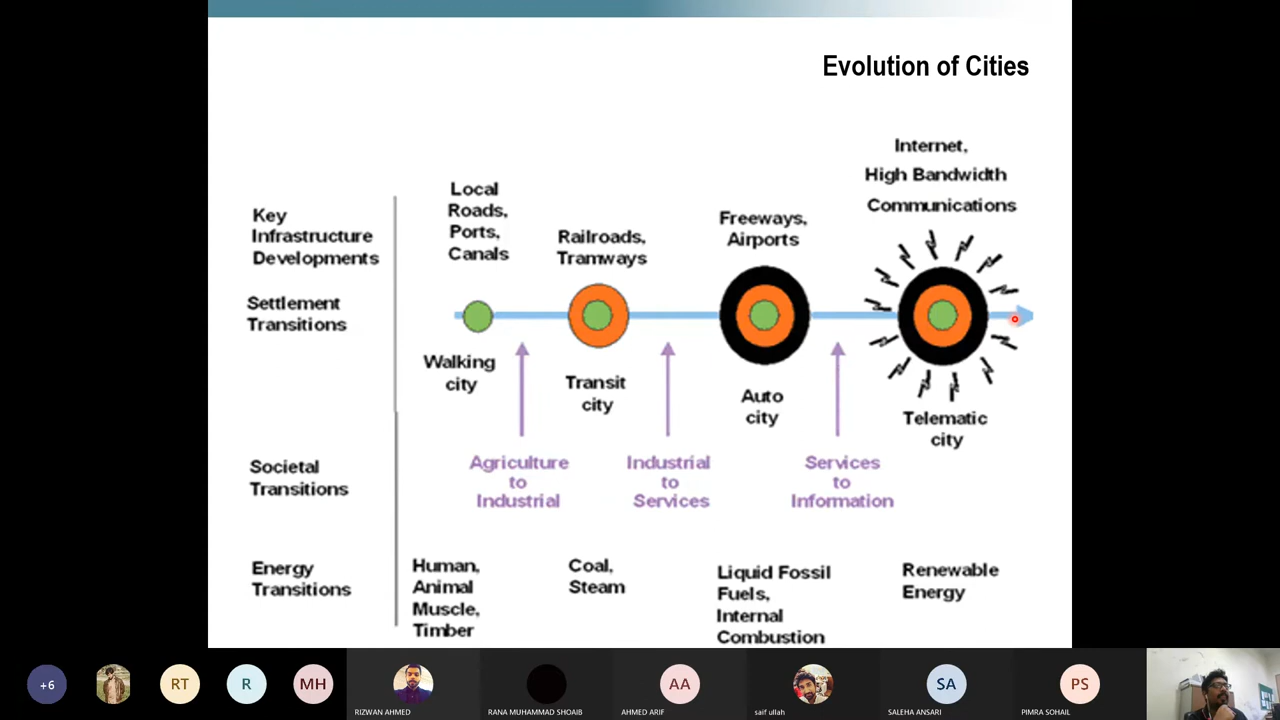 Evolution of Cities
Internet,
High Bandwidth
Communications
Local
Roads,
Ports,
Canals
Railroads,
Tramways
Freeways,
Airports
Key
Infrastructure
Developments
Settlement
Transitions
Walking
city
Transit
city
Auto
city
Telematic
city
Societal
Transitions
Agriculture
to
Industrial
Industrial
to
Services
Services
to
Information
Energy
Transitions
Human,
Animal
Muscle,
Timber
Coal,
Steam
Liquid Fossil
Fuels,
Internal
Combustion
Renewable
Energy
+6
RT
R
MH
RIZWAN AHMED
RANA MUHAMMAD SHOAIB
AA
AHMED ARIF
saif ullah
SA
SALEHA ANSARI
PS
PIMRA SOHAIL